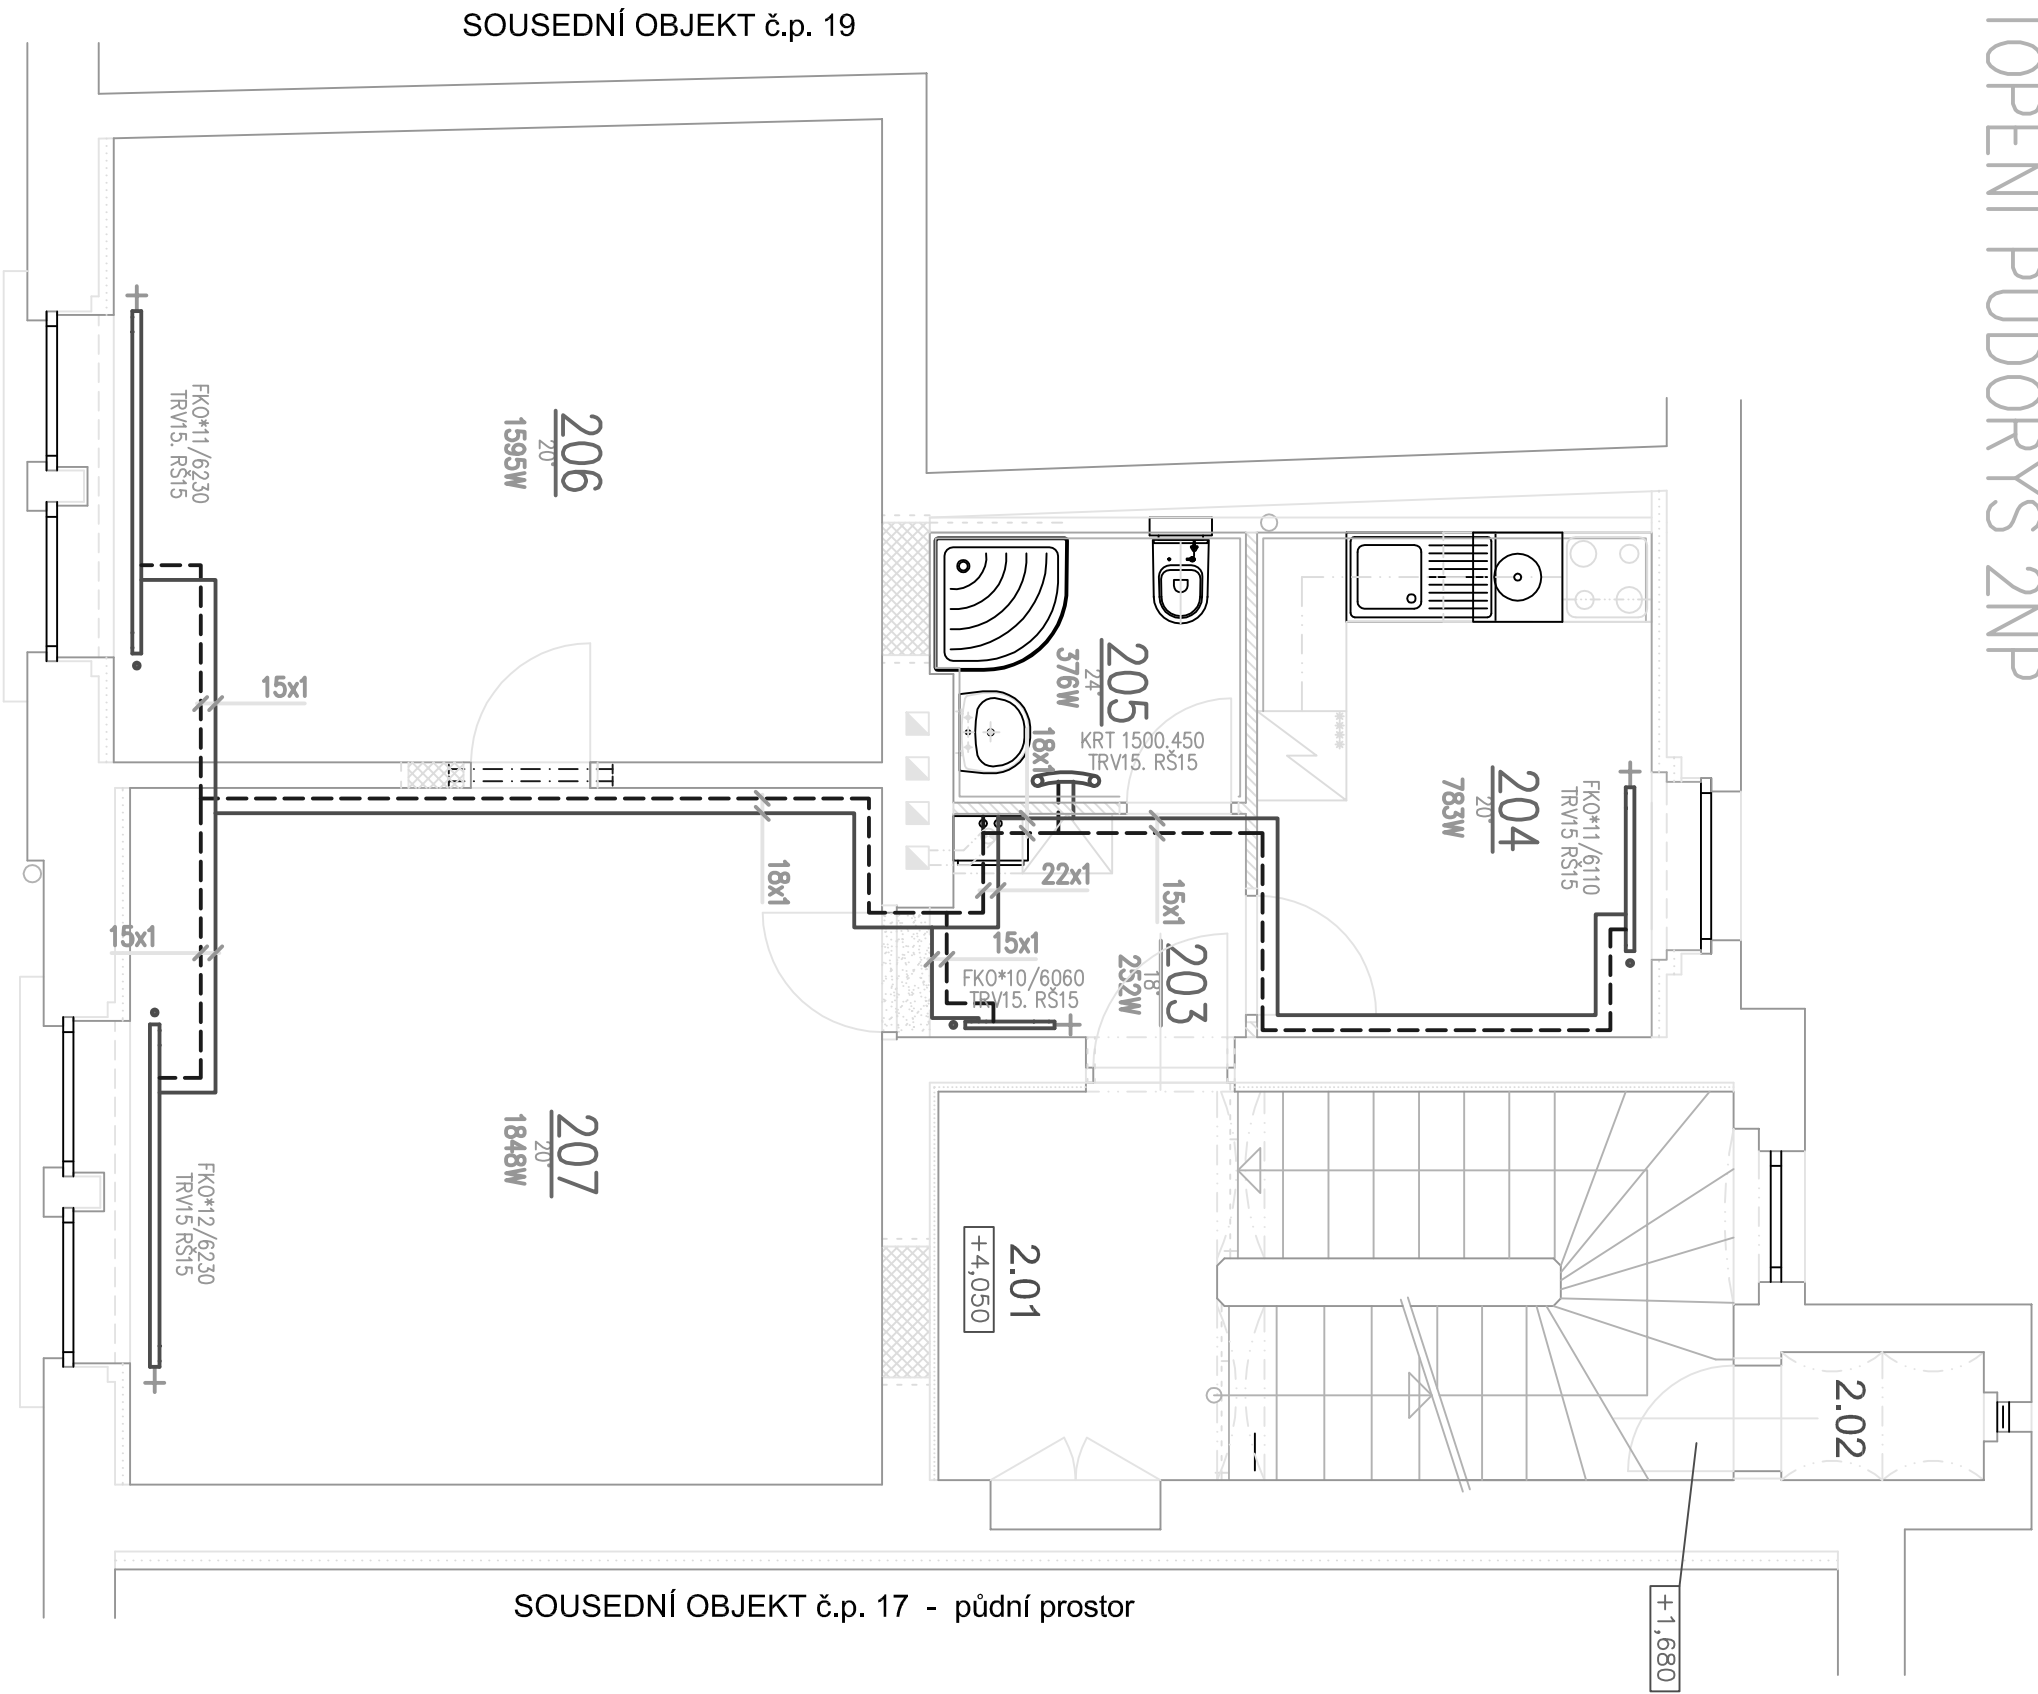 SOUSEDNÍ OBJEKT č.p. 19
TOPENÍ PŮDORYS 2NP
206
20°
1595W
FKO*11/6230
TRV15. RŠ15
15x1
205
24°
376W
KRT 1500.450
TRV15. RŠ15
18x1
204
20°
783W
FKO*11/6110
TRV15 RŠ15
18x1
22x1
15x1
15x1
15x1
203
18°
252W
FKO*10/6060
TRV15. RŠ15
207
20°
1848W
FKO*12/6230
TRV15 RŠ15
2.01
+4,050
2.02
+1,680
SOUSEDNÍ OBJEKT č.p. 17 - půdní prostor